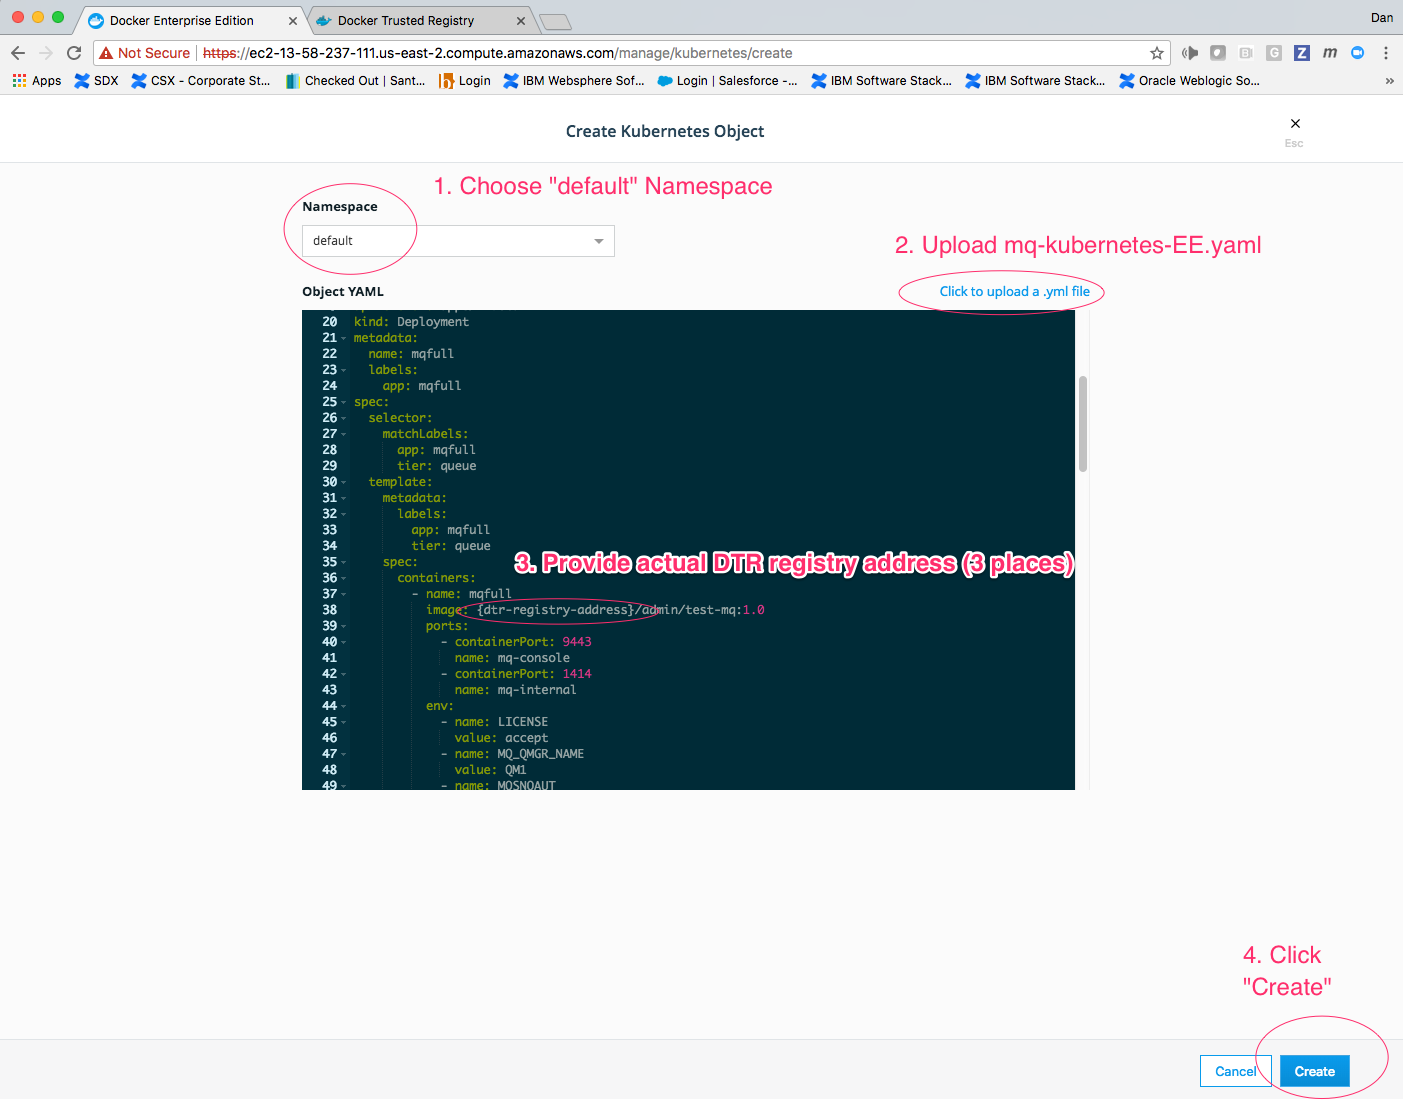 Docker Enterprise Edition
Docker Trusted Registry
Dan
Not Secure https://ec2-13-58-237-111.us-east-2.compute.amazonaws.com/manage/kubernetes/create
Apps SDX CSX - Corporate St... Checked Out | Sant... Login IBM Websphere Sof... Login | Salesforce -... IBM Software Stack... IBM Software Stack... Oracle Weblogic So... »
Create Kubernetes Object
Esc
1. Choose "default" Namespace
Namespace
default
2. Upload mq-kubernetes-EE.yaml
Object YAML
Click to upload a .yml file
20 kind: Deployment
21 metadata:
22 name: mqfull
23 labels:
24 app: mqfull
25 spec:
26 selector:
27 matchLabels:
28 app: mqfull
29 tier: queue
30 template:
31 metadata:
32 labels:
33 app: mqfull
34 tier: queue
35 spec:
3. Provide actual DTR registry address (3 places)
36 containers:
37 - name: mqfull
38 image: {dtr-registry-address}/admin/test-mq:1.0
39 ports:
40 - containerPort: 9443
41 name: mq-console
42 - containerPort: 1414
43 name: mq-internal
44 env:
45 - name: LICENSE
46 value: accept
47 - name: MQ_QMGR_NAME
48 value: QM1
49 - name: MQSNOAUT
4. Click
"Create"
Cancel
Create